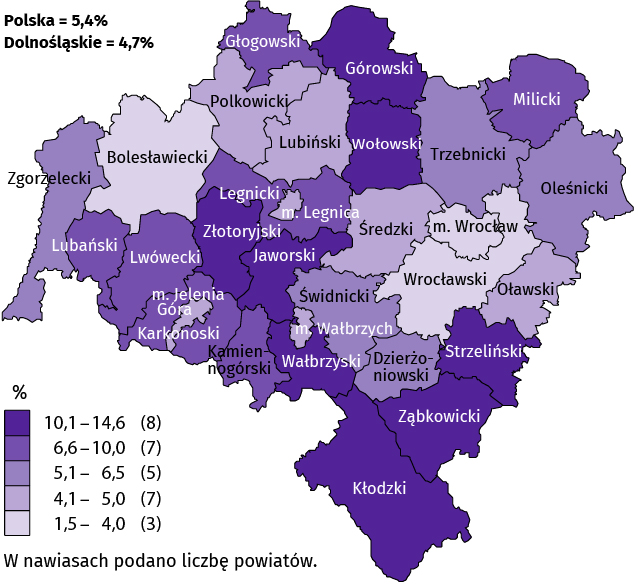 Polska = 5,4%
Dolnośląskie = 4,7%
Głogowski
Górowski
Milicki
Polkowicki
Lubiński
Wołowski
Trzebnicki
Bolesławiecki
Zgorzelecki
Oleśnicki
Legnicki
m. Legnica
Złotoryjski
Średzki
m. Wrocław
Lubański
Lwówecki
Jaworski
Wrocławski
Oławski
m. Jelenia
Góra
Świdnicki
Karkonoski
m. Wałbrzych
Kamien-
nogórski
Wałbrzyski
Dzierżo-
niowski
Strzeliński
Ząbkowicki
Kłodzki
%
10,1 – 14,6 (8)
6,6 – 10,0 (7)
5,1 – 6,5 (5)
4,1 – 5,0 (7)
1,5 – 4,0 (3)
W nawiasach podano liczbę powiatów.